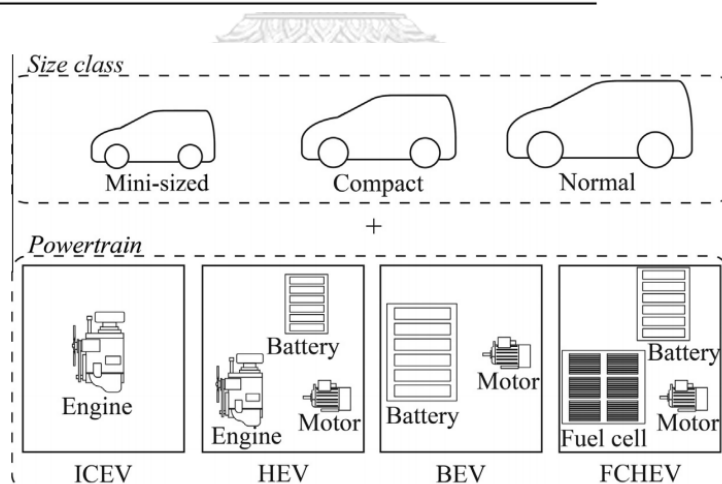 Size class
Mini-sized Compact Normal
+
Powertrain
Battery Battery
Engine Engine Motor Battery Motor Fuel cell Motor
ICEV HEV BEV FCHEV